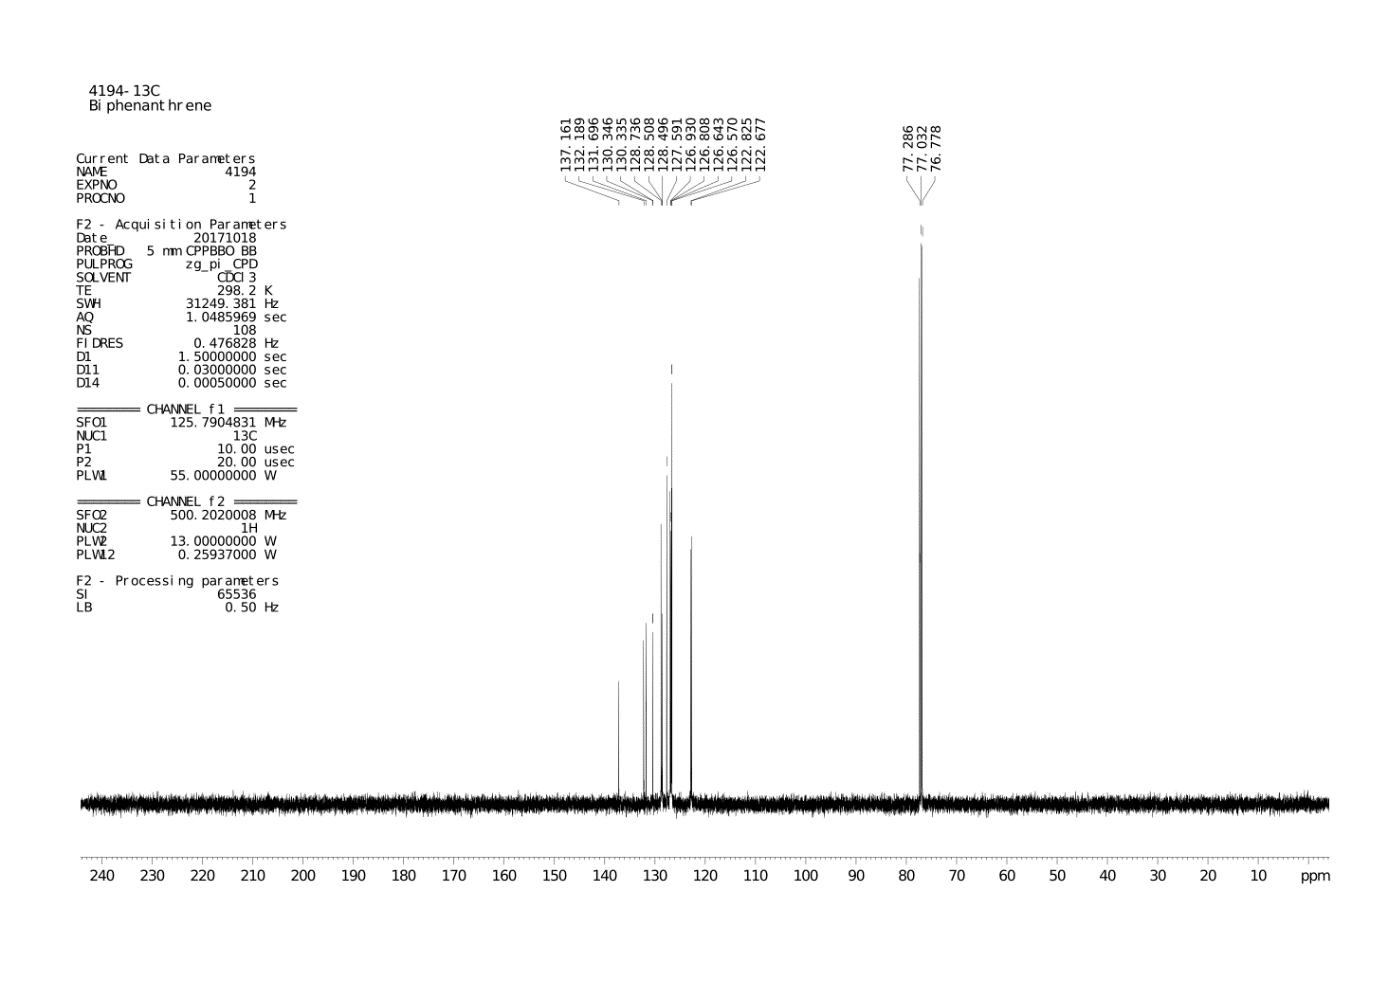 4194-13C
Biphenanthrene
137.161
132.189
131.696
130.346
130.335
128.736
128.508
128.496
127.591
126.930
126.808
126.643
126.570
122.825
122.677
77.286
77.032
76.778
Current Data Parameters
NAME 4194
EXPNO 2
PROCNO 1
F2 - Acquisition Parameters
Date_ 20171018
PROBHD 5 mm CPPBBO BB
PULPROG zg_pi_CPD
SOLVENT CDCl3
TE 298.2 K
SWH 31249.381 Hz
AQ 1.0485969 sec
NS 108
FIDRES 0.476828 Hz
D1 1.50000000 sec
D11 0.03000000 sec
D14 0.00050000 sec
======== CHANNEL f1 ========
SFO1 125.7904831 MHz
NUC1 13C
P1 10.00 usec
P2 20.00 usec
PLW1 55.00000000 W
======== CHANNEL f2 ========
SFO2 500.2020008 MHz
NUC2 1H
PLW2 13.00000000 W
PLW12 0.25937000 W
F2 - Processing parameters
SI 65536
LB 0.50 Hz
240 230 220 210 200 190 180 170 160 150 140 130 120 110 100 90 80 70 60 50 40 30 20 10 ppm